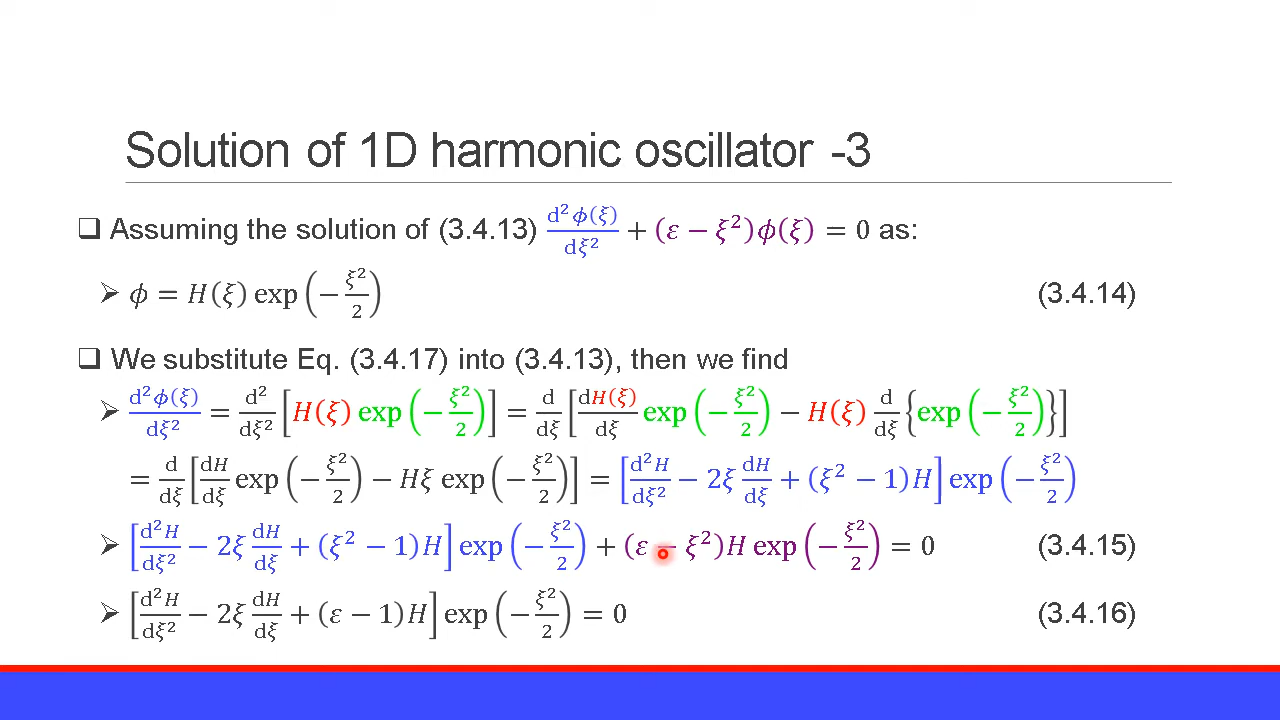 Solution of 1D harmonic oscillator -3
❑ Assuming the solution of (3.4.13) d²ϕ(ξ)/dξ² + (ε − ξ²)ϕ(ξ) = 0 as:
➢ ϕ = H(ξ) exp(−ξ²/2) (3.4.14)
❑ We substitute Eq. (3.4.17) into (3.4.13), then we find
➢ d²ϕ(ξ)/dξ² = d²/dξ² [H(ξ) exp(−ξ²/2)] = d/dξ [dH(ξ)/dξ exp(−ξ²/2) − H(ξ) d/dξ {exp(−ξ²/2)}]
= d/dξ [dH/dξ exp(−ξ²/2) − Hξ exp(−ξ²/2)] = [d²H/dξ² − 2ξ dH/dξ + (ξ² − 1)H] exp(−ξ²/2)
➢ [d²H/dξ² − 2ξ dH/dξ + (ξ² − 1)H] exp(−ξ²/2) + (ε − ξ²)H exp(−ξ²/2) = 0 (3.4.15)
➢ [d²H/dξ² − 2ξ dH/dξ + (ε − 1)H] exp(−ξ²/2) = 0 (3.4.16)